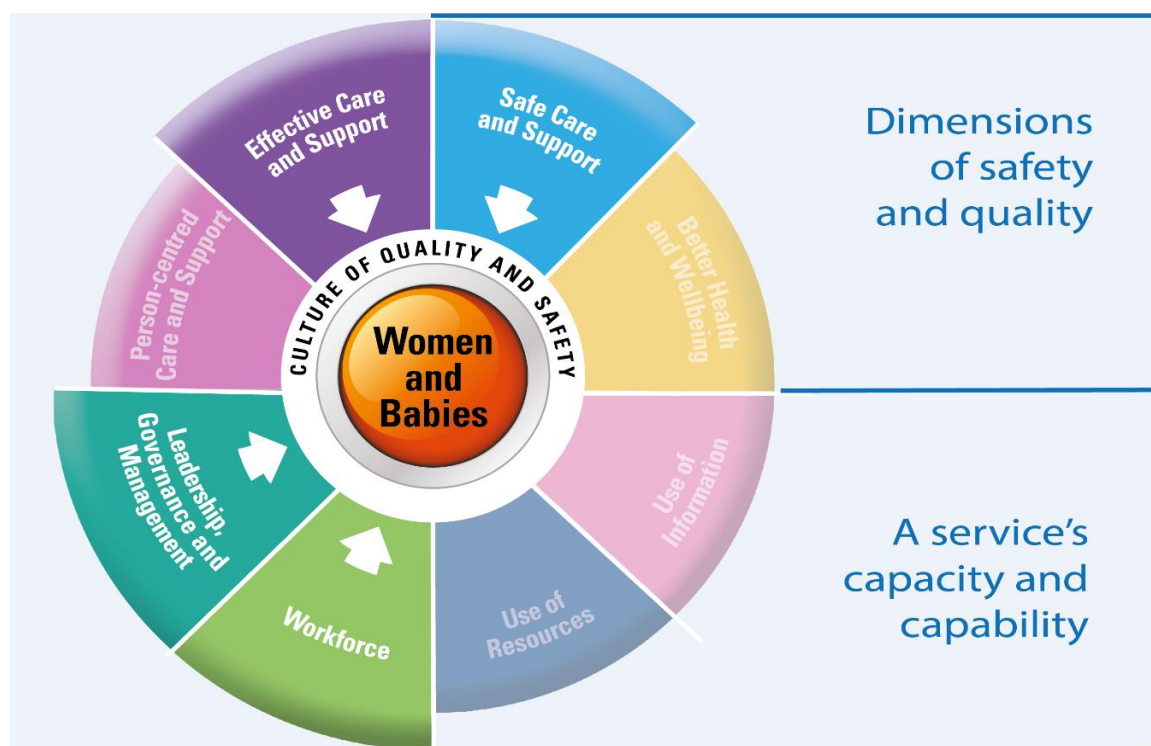 Effective Care
and Support
Safe Care
and Support
Dimensions
of safety
and quality
Person-centred
Care and Support
Better Health
and Wellbeing
CULTURE OF QUALITY AND SAFETY
Women
and
Babies
Leadership,
Governance and
Management
Use of
Information
A service's
capacity and
capability
Workforce
Use of
Resources